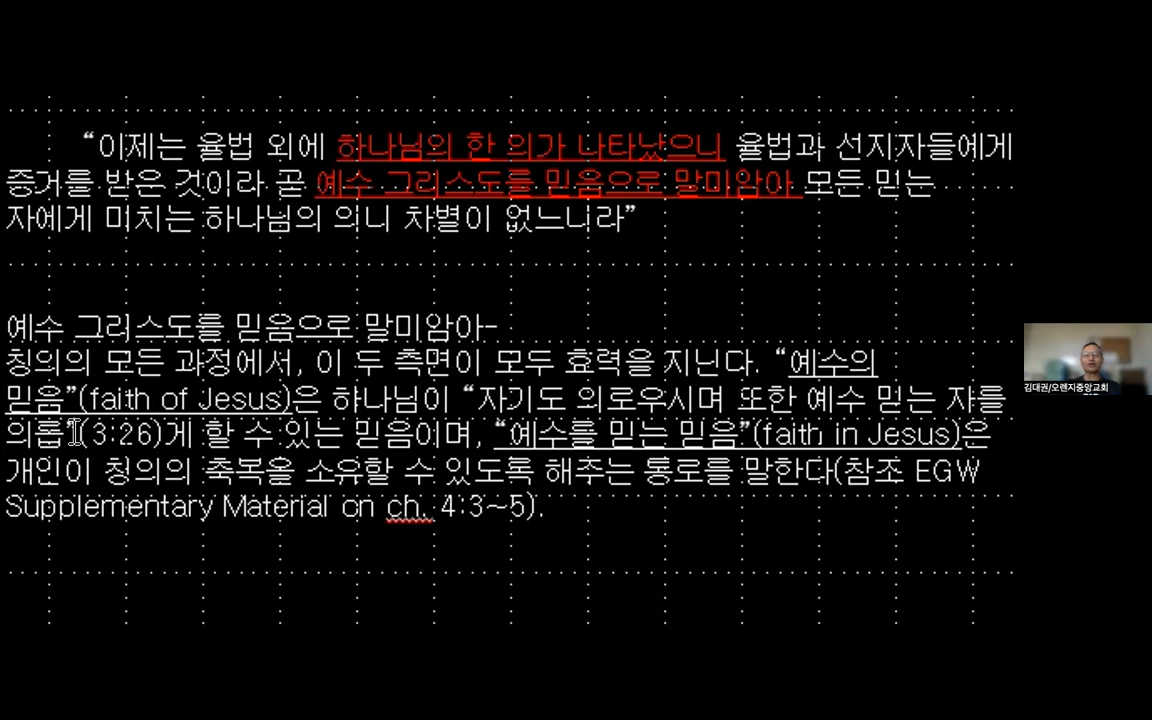 “이제는 율법 외에 하나님의 한 의가 나타났으니 율법과 선지자들에게
증거를 받은 것이라 곧 예수 그리스도를 믿음으로 말미암아 모든 믿는
자에게 미치는 하나님의 의니 차별이 없느니라”
예수 그리스도를 믿음으로 말미암아-
칭의의 모든 과정에서, 이 두 측면이 모두 효력을 지닌다. “예수의
믿음”(faith of Jesus)은 하나님이 “자기도 의로우시며 또한 예수 믿는 자를
의롭”(3:26)게 할 수 있는 믿음이며, “예수를 믿는 믿음”(faith in Jesus)은
개인이 칭의의 축복을 소유할 수 있도록 해주는 통로를 말한다(참조 EGW
Supplementary Material on ch. 4:3~5).
김대권/오렌지중앙교회